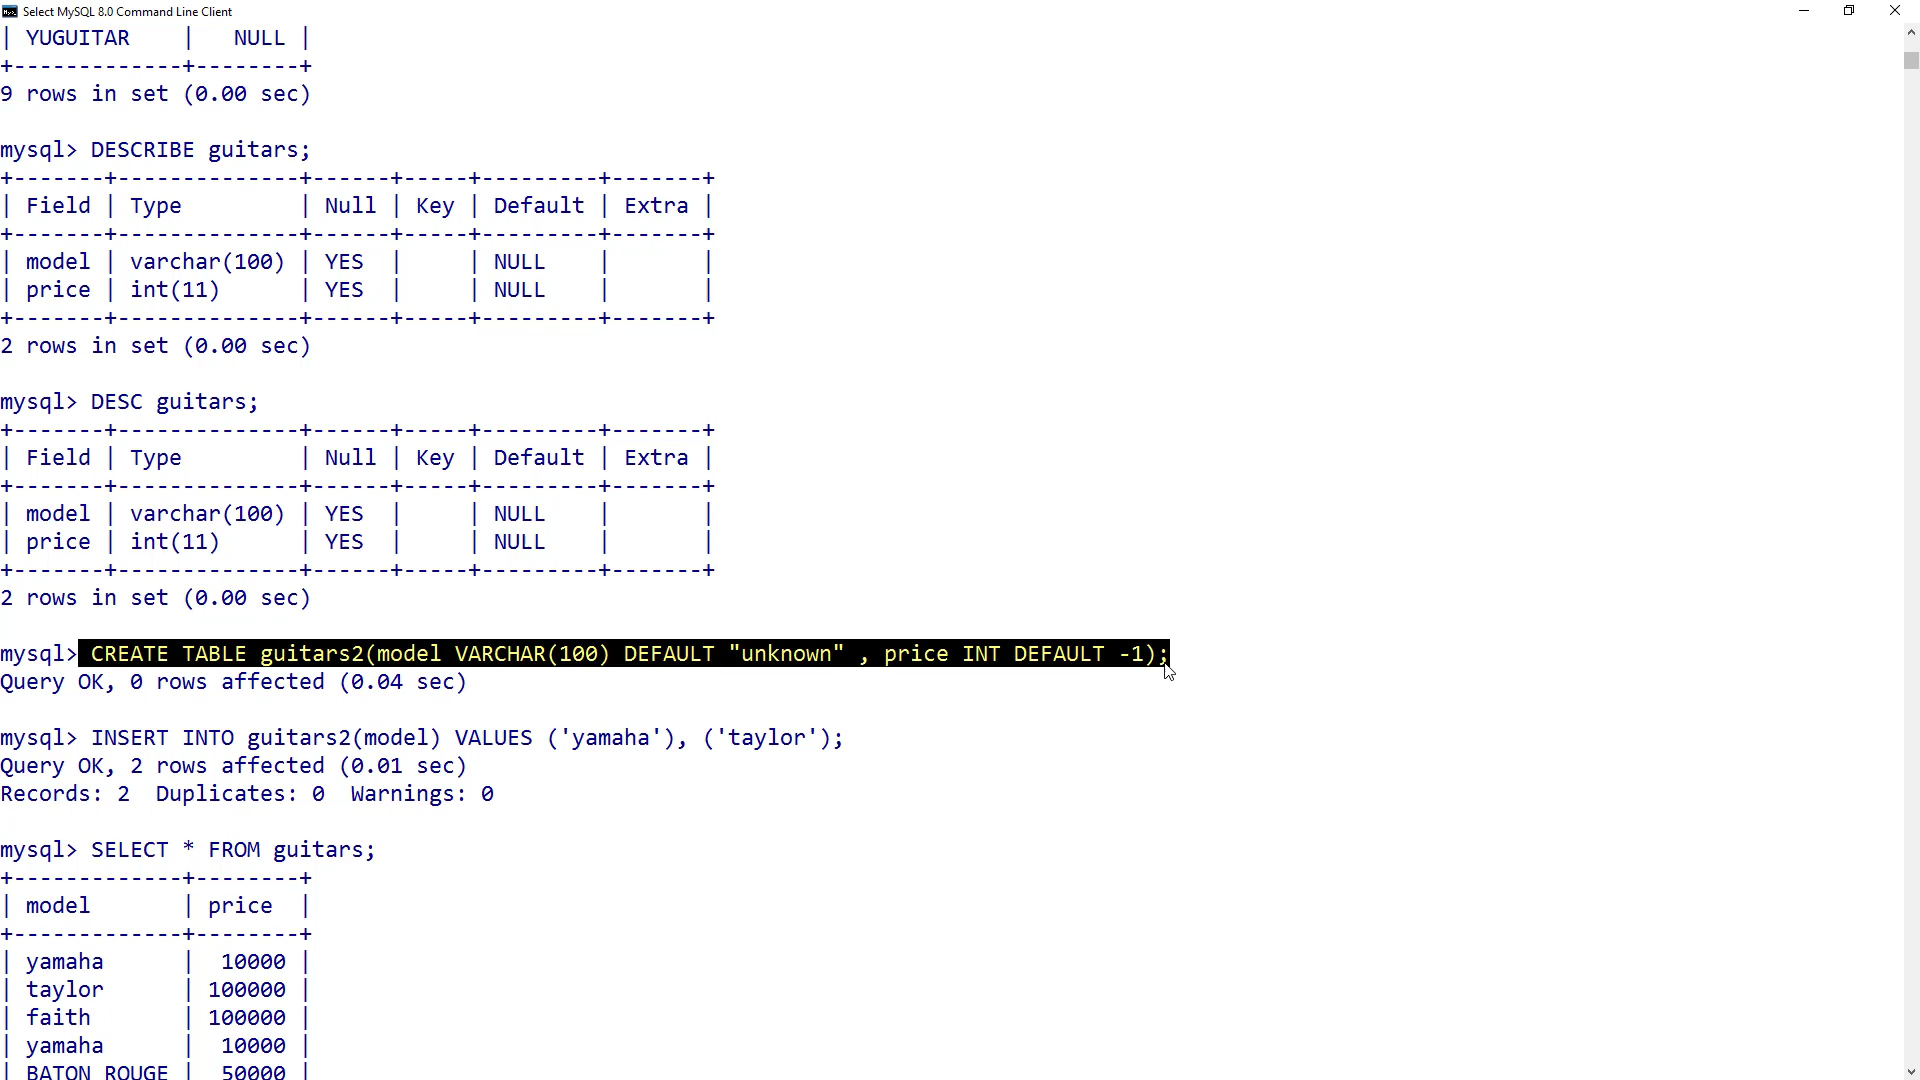 Select MySQL 8.0 Command Line Client
| YUGUITAR    |   NULL |
+-------------+--------+
9 rows in set (0.00 sec)
mysql> DESCRIBE guitars;
+-------+--------------+------+-----+---------+-------+
| Field | Type         | Null | Key | Default | Extra |
+-------+--------------+------+-----+---------+-------+
| model | varchar(100) | YES  |     | NULL    |       |
| price | int(11)      | YES  |     | NULL    |       |
+-------+--------------+------+-----+---------+-------+
2 rows in set (0.00 sec)
mysql> DESC guitars;
+-------+--------------+------+-----+---------+-------+
| Field | Type         | Null | Key | Default | Extra |
+-------+--------------+------+-----+---------+-------+
| model | varchar(100) | YES  |     | NULL    |       |
| price | int(11)      | YES  |     | NULL    |       |
+-------+--------------+------+-----+---------+-------+
2 rows in set (0.00 sec)
mysql> CREATE TABLE guitars2(model VARCHAR(100) DEFAULT "unknown" , price INT DEFAULT -1);
Query OK, 0 rows affected (0.04 sec)
mysql> INSERT INTO guitars2(model) VALUES ('yamaha'), ('taylor');
Query OK, 2 rows affected (0.01 sec)
Records: 2  Duplicates: 0  Warnings: 0
mysql> SELECT * FROM guitars;
+-------------+--------+
| model       | price  |
+-------------+--------+
| yamaha      |  10000 |
| taylor      | 100000 |
| faith       | 100000 |
| yamaha      |  10000 |
| BATON ROUGE |  50000 |